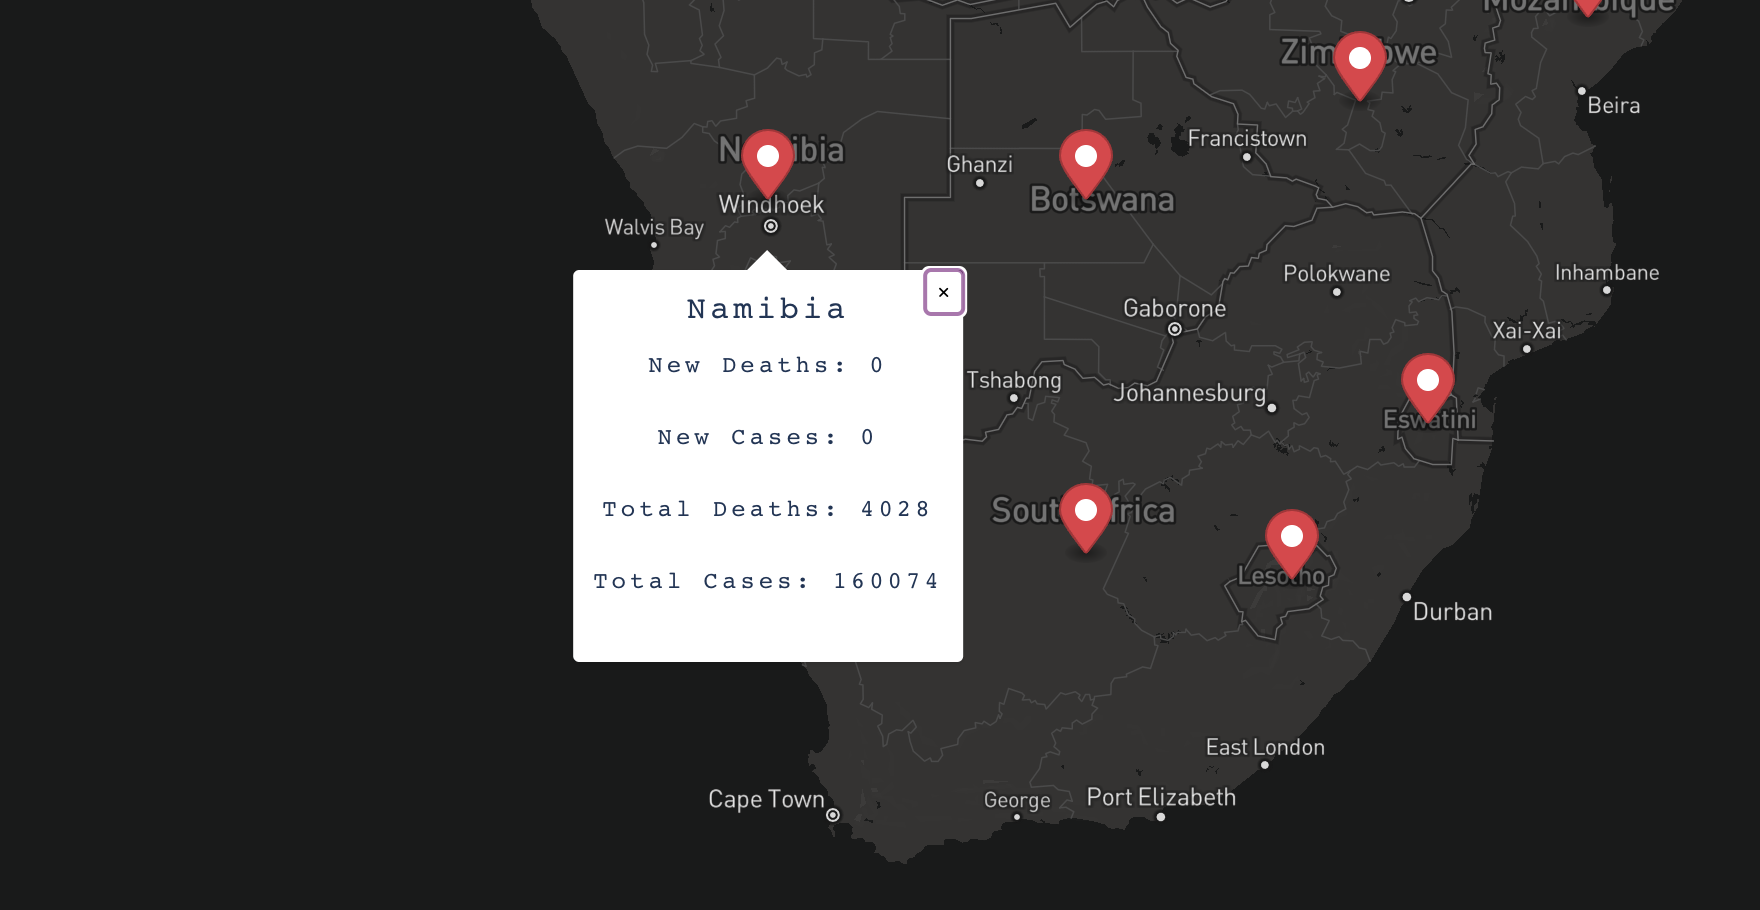 Zimbabwe
Beira
Francistown
Namibia
Ghanzi
Botswana
Windhoek
Walvis Bay
Polokwane
Inhambane
Gaborone
Xai-Xai
Tshabong
Johannesburg
Eswatini
South Africa
Lesotho
Durban
East London
Cape Town
George
Port Elizabeth
Mozambique
Namibia
×
New Deaths: 0
New Cases: 0
Total Deaths: 4028
Total Cases: 160074